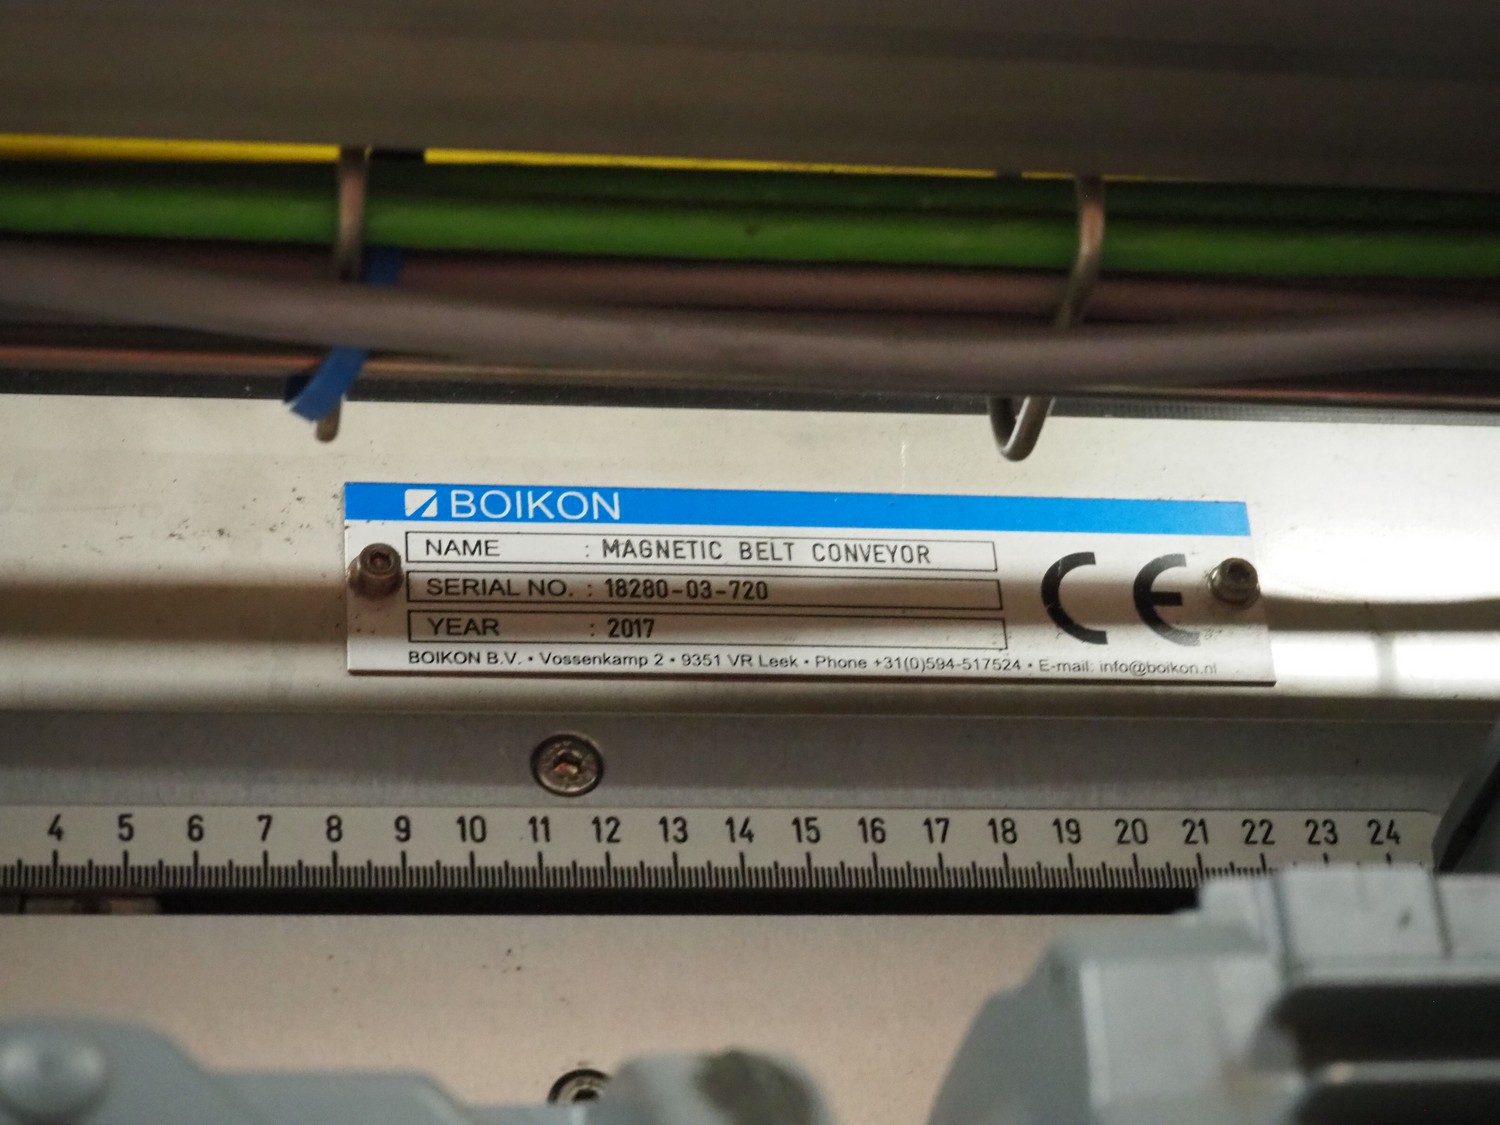 BOIKON
NAME : MAGNETIC BELT CONVEYOR
SERIAL NO. : 18280-03-720
YEAR : 2017
CE
BOIKON B.V. • Vossenkamp 2 • 9351 VR Leek • Phone +31(0)594-517524 • E-mail: info@boikon.nl
4 5 6 7 8 9 10 11 12 13 14 15 16 17 18 19 20 21 22 23 24